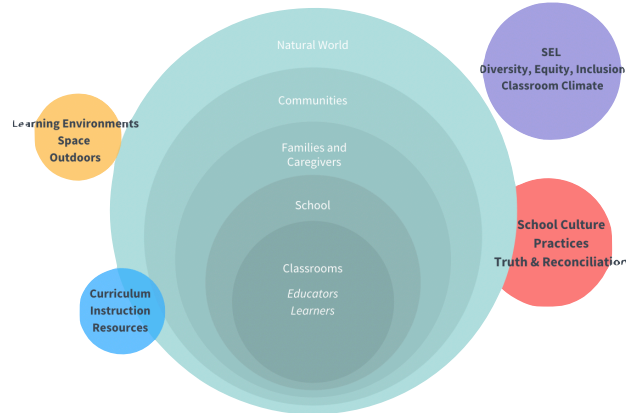 Natural World
Communities
Families and
Caregivers
School
Classrooms
Educators
Learners
SEL
Diversity, Equity, Inclusion
Classroom Climate
Learning Environments
Space
Outdoors
School Culture
Practices
Truth & Reconciliation
Curriculum
Instruction
Resources